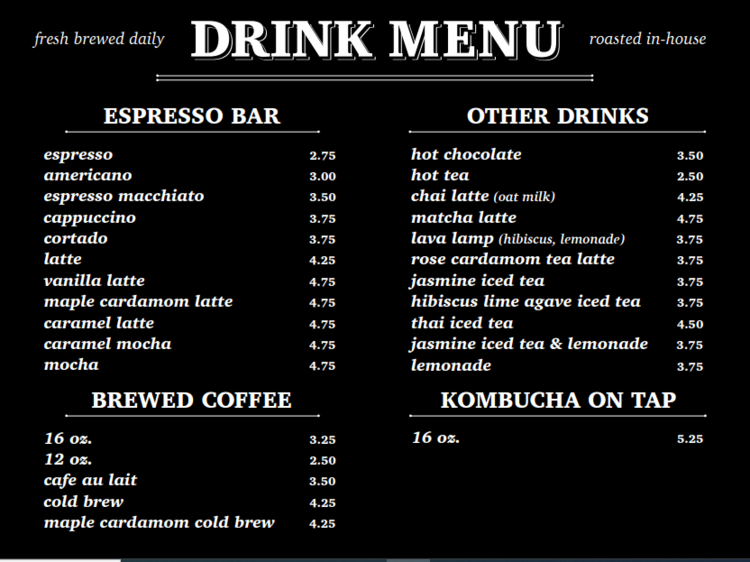 fresh brewed daily
DRINK MENU
roasted in-house
ESPRESSO BAR
espresso 2.75
americano 3.00
espresso macchiato 3.50
cappuccino 3.75
cortado 3.75
latte 4.25
vanilla latte 4.75
maple cardamom latte 4.75
caramel latte 4.75
caramel mocha 4.75
mocha 4.75
BREWED COFFEE
16 oz. 3.25
12 oz. 2.50
cafe au lait 3.50
cold brew 4.25
maple cardamom cold brew 4.25
OTHER DRINKS
hot chocolate 3.50
hot tea 2.50
chai latte (oat milk) 4.25
matcha latte 4.75
lava lamp (hibiscus, lemonade) 3.75
rose cardamom tea latte 3.75
jasmine iced tea 3.75
hibiscus lime agave iced tea 3.75
thai iced tea 4.50
jasmine iced tea & lemonade 3.75
lemonade 3.75
KOMBUCHA ON TAP
16 oz. 5.25